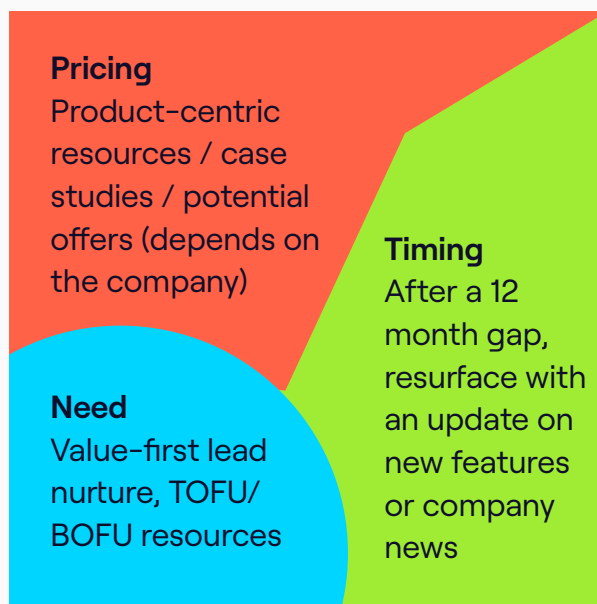 Pricing
Product-centric
resources / case
studies / potential
offers (depends on
the company)
Need
Value-first lead
nurture, TOFU/
BOFU resources
Timing
After a 12
month gap,
resurface with
an update on
new features
or company
news